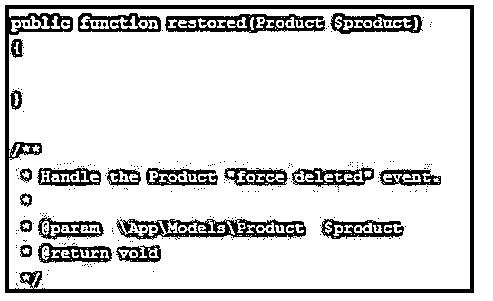 public function restored(Product $product)
{
}
/**
* Handle the Product "force deleted" event.
*
* @param \App\Models\Product $product
* @return void
*/